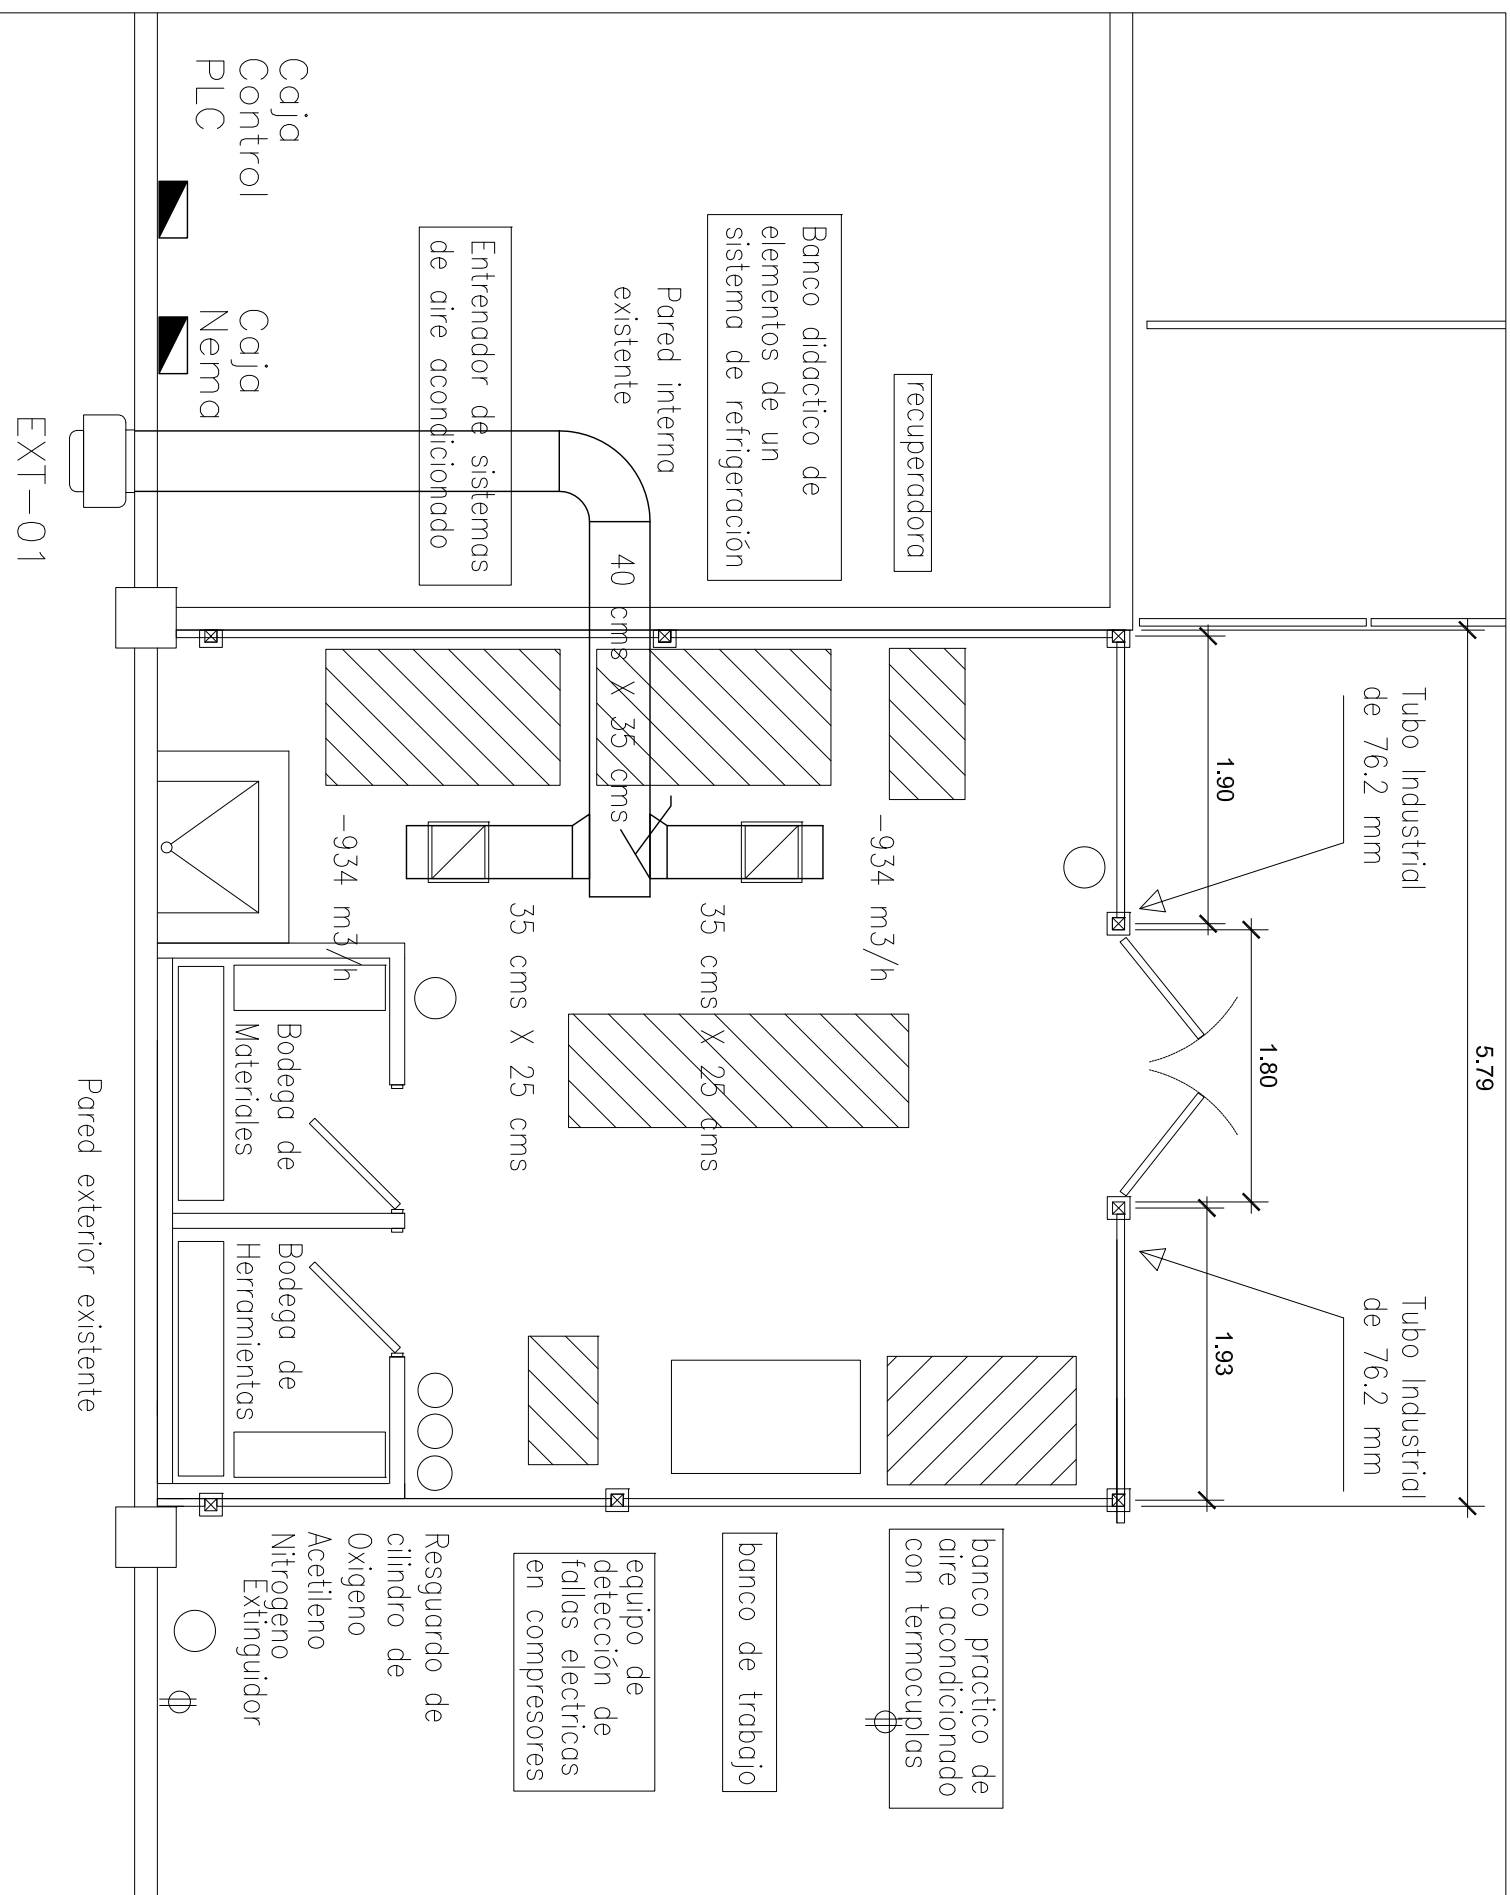 5.79
1.90
1.80
1.93
Tubo Industrial
de 76.2 mm
Tubo Industrial
de 76.2 mm
recuperadora
Banco didactico de
elementos de un
sistema de refrigeración
Pared interna
existente
Entrenador de sistemas
de aire acondicionado
Caja
Control
PLC
Caja
Nema
EXT-01
40 cms X 35 cms
-934 m3/h
-934 m3/h
35 cms X 25 cms
35 cms X 25 cms
Bodega de
Materiales
Bodega de
Herramientas
Pared exterior existente
banco practico de
aire acondicionado
con termocuplas
banco de trabajo
equipo de
detección de
fallas electricas
en compresores
Resguardo de
cilindro de
Oxigeno
Acetileno
Nitrogeno
Extinguidor